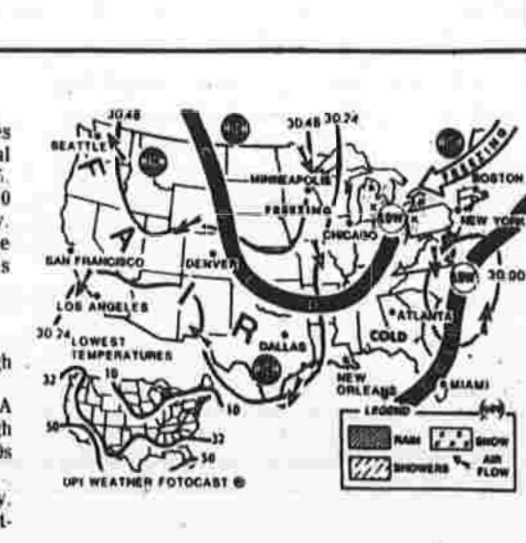 30.48
30.48 30.24
SEATTLE
F
MINNEAPOLIS
FREEZING
BOSTON
FREEZING
CHICAGO
LOW
NEW YORK
A
SAN FRANCISCO
DENVER
LOW
30.00
LOS ANGELES
I
R
ATLANTA
30.24
DALLAS
COLD
LOWEST
TEMPERATURES
NEW
ORLEANS
MIAMI
32
10
10
50
32
50
LEGEND
RAIN
SNOW
SHOWERS
AIR
FLOW
UPI WEATHER FOTOCAST ®